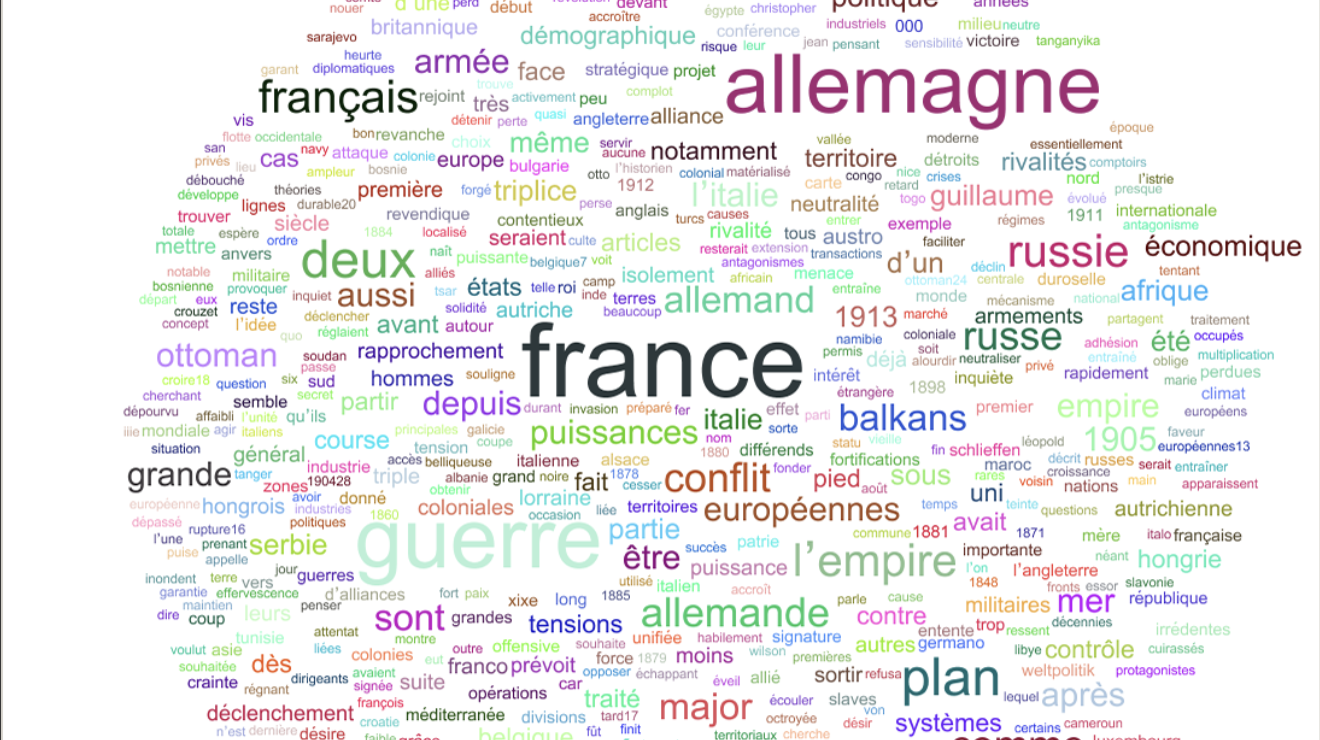 nouer d'une perd début accroître devant égypte christopher politique années
sarajevo britannique démographique conférence industriels 000 milieu neutre
risque leur jean pensant sensibilité victoire tanganyika
garant heurte diplomatiques armée face stratégique projet allemagne
français rejoint très trouve activement peu complot
vis détenir perte quasi angleterre alliance
flotte occidentale bon revanche choix même servir vallée moderne époque
san navy attaque colonie europe bulgarie aucune notamment territoire détroits essentiellement rivalités comptoirs
privés lieu cas ampleur bosnie otto l'historien colonial matérialisé congo nice crises nord l'istrie
débouché théories première forgé triplice 1912 l'italie carte retard guillaume évolué presque
développe lignes durable20 perse neutralité togo
trouver siècle revendique contentieux anglais turcs causes entrer exemple régimes 1911 internationale
totale espère 1884 localisé seraient culte articles rivalité tous austro antagonisme
mettre anvers ordre deux naît puissante belgique7 voit resterait extension transactions faciliter russie économique
notable militaire alliés isolement antagonismes menace d'un déclin tentant
bosnienne provoquer tsar états telle roi camp africain ottoman24 centrale duroselle
départ eux inquiet aussi inde terres allemand entraîne monde afrique
crouzet reste solidité autriche beaucoup mécanisme national
concept l'idée déclencher avant autour 1913 marché armements partagent traitement
quo réglaient france namibie coloniale russe adhésion été occupés
ottoman soudan rapprochement permis déjà soit neutraliser entraîné multiplication
passe alourdir privé oblige
croire18 question six sud hommes souligne intérêt inquiète rapidement marie perdues
cherchant semble secret étrangère 1898 climat
dépourvu affaibli l'unité qu'ils partir depuis durant invasion préparé fer italie effet parti balkans premier empire européens
iiie mondiale agir italiens principales galicie puissances nom sorte statu vieille 1905 faveur
situation course tension coupe 1880 différends fin schlieffen léopold européennes13
général accès belliqueuse italienne alsace fonder fortifications décrit russes serait entraîner
grande tanger industrie triple albanie grand noire fait 1878 conflit pied sous rares maroc croissance
zones 190428 obtenir cesser août voisin nations main apparaissent
européenne hongrois avoir donné lorraine uni
industries coloniales occasion liée territoires européennes temps teinte questions autrichienne
dépassé rupture16 politiques 1860 guerre partie commune 1881 avait 1871
l'une prenant serbie succès patrie mère italo française
puise appelle être puissance l'empire importante néant hongrie
jour l'on l'angleterre
inondent terre vers guerres utilisé italien accroît 1848 fronts essor slavonie
garantie effervescence d'alliances fort paix xixe long 1885 parle cause militaires mer république
maintien penser
dire coup leurs sont grandes tensions allemande contre trop décennies
tunisie attentat unifiée habilement signature entente ressent irrédentes
voulut asie liées montre outre offensive souhaite autres germano libye contrôle cuirassés
colonies force 1879 moins wilson premières
souhaitée dès eut franco prévoit opposer échappant sortir refusa weltpolitik protagonistes
crainte dirigeants avaient suite car éveil allié plan
régnant signée opérations traité slaves lequel après
françois major écouler
déclenchement croatie méditerranée divisions tard17 octroyée von désir systèmes certains cameroun
n'est dernière désire faible grâce belgique fût finit territoriaux chercher comme luxembourg